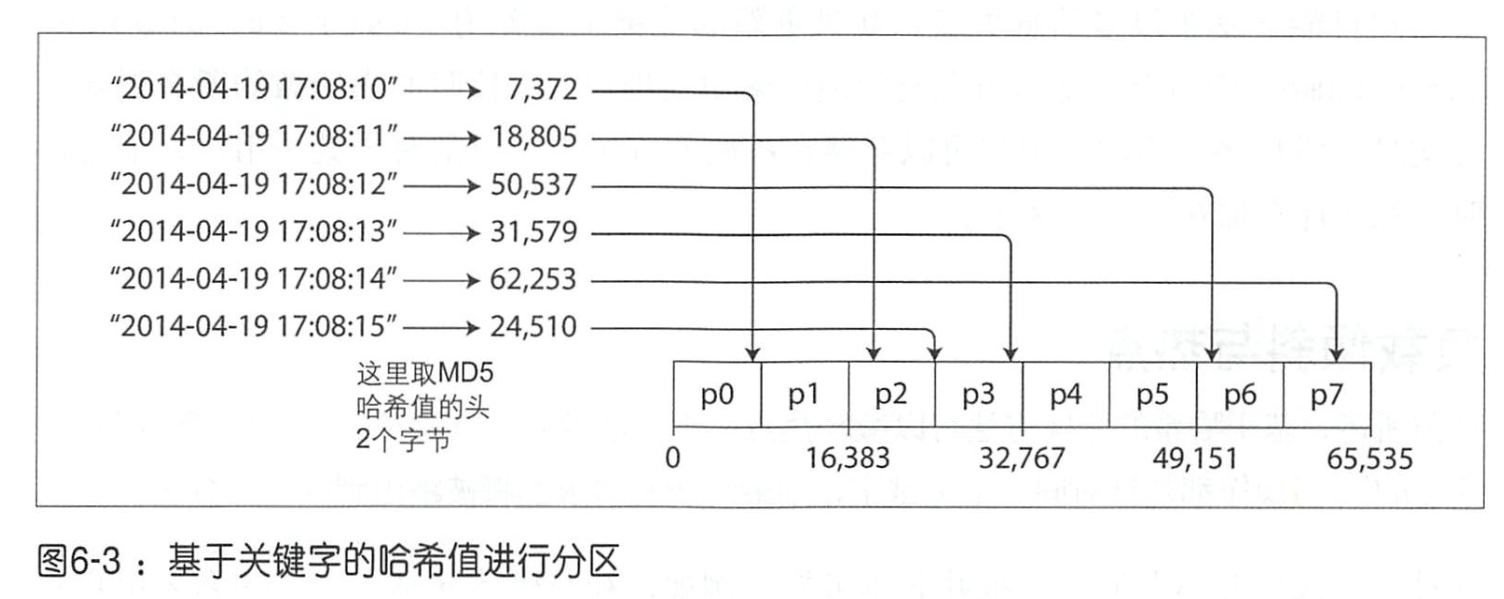 “2014-04-19 17:08:10” 7,372
“2014-04-19 17:08:11” 18,805
“2014-04-19 17:08:12” 50,537
“2014-04-19 17:08:13” 31,579
“2014-04-19 17:08:14” 62,253
“2014-04-19 17:08:15” 24,510
这里取MD5
哈希值的头
2个字节
p0 p1 p2 p3 p4 p5 p6 p7
0 16,383 32,767 49,151 65,535
图6-3：基于关键字的哈希值进行分区